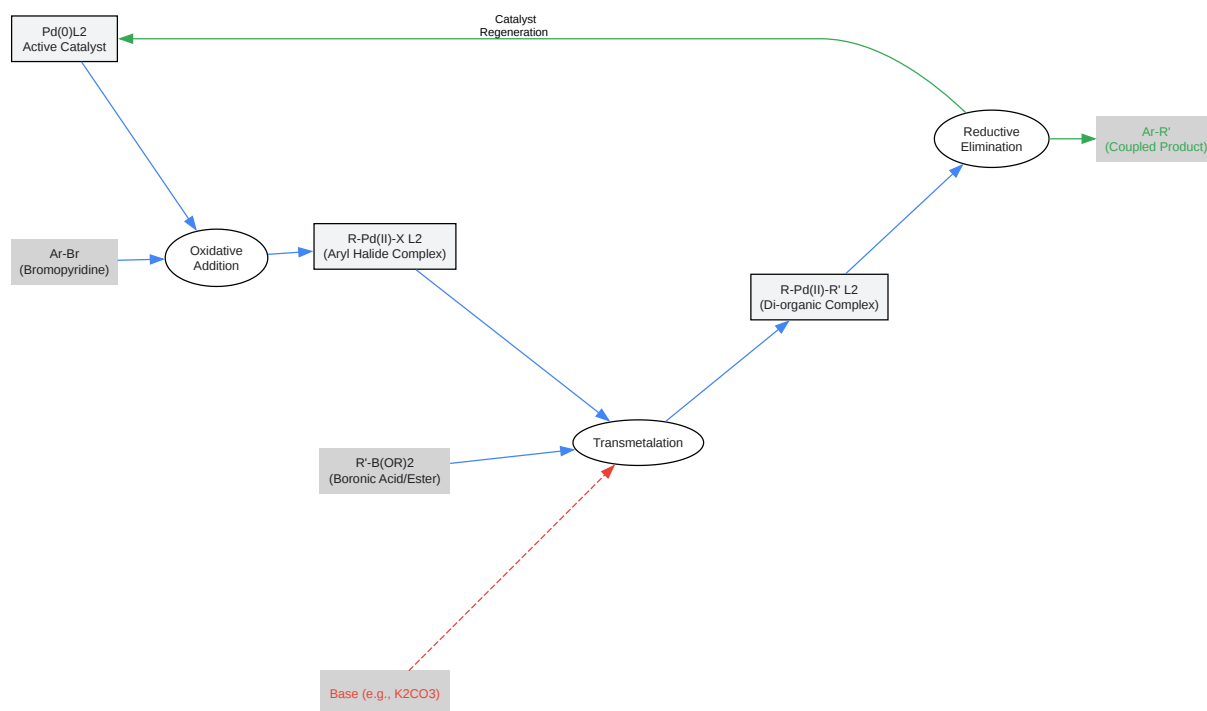 Catalyst
Regeneration
Pd(0)L2
Active Catalyst
Reductive
Elimination
Ar-R'
(Coupled Product)
Ar-Br
(Bromopyridine)
Oxidative
Addition
R-Pd(II)-X L2
(Aryl Halide Complex)
R-Pd(II)-R' L2
(Di-organic Complex)
Transmetalation
R'-B(OR)2
(Boronic Acid/Ester)
Base (e.g., K2CO3)